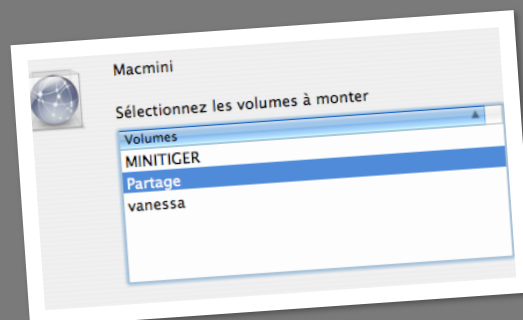 Macmini
Sélectionnez les volumes à monter
Volumes
MINITIGER
Partage
vanessa